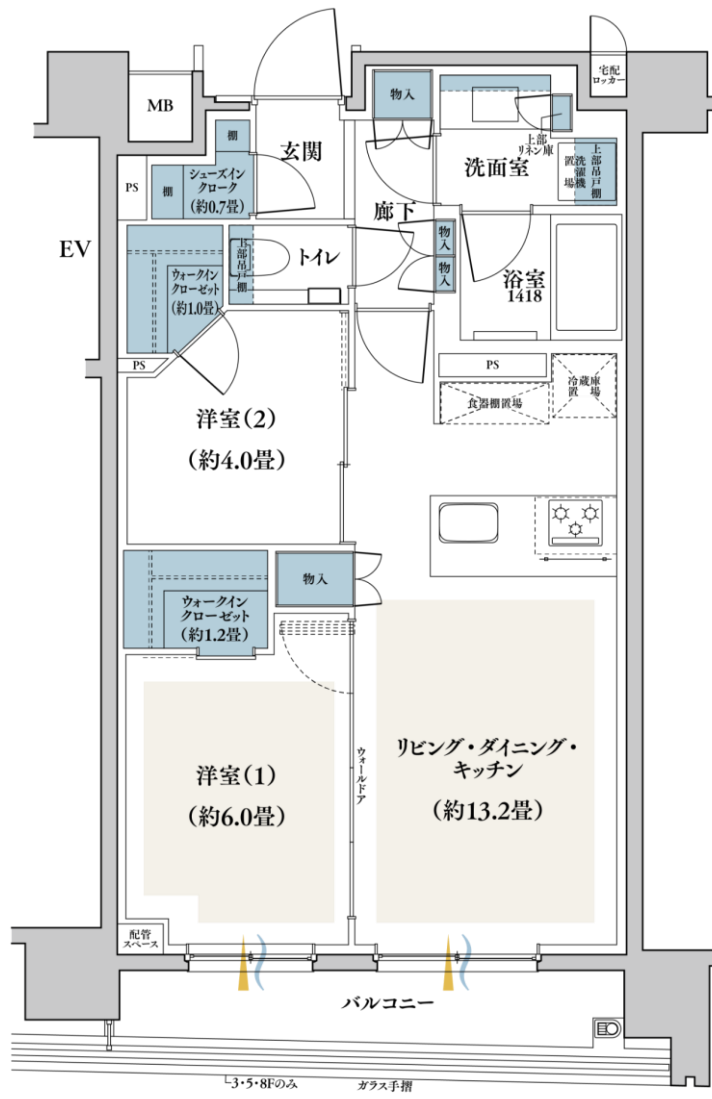 宅配
ロッカー
MB
物入
棚
玄関
上部
リネン庫
上部吊戸棚
洗濯機
置場
洗面室
PS
棚
シューズイン
クローク
(約0.7畳)
廊下
EV
上部吊戸棚
トイレ
物入
物入
浴室
1418
ウォークイン
クローゼット
(約1.0畳)
PS
PS
冷蔵庫
置場
食器棚置場
洋室(2)
(約4.0畳)
物入
ウォークイン
クローゼット
(約1.2畳)
ウォールドア
リビング・ダイニング・
キッチン
(約13.2畳)
洋室(1)
(約6.0畳)
配管
スペース
バルコニー
3・5・8Fのみ
ガラス手摺